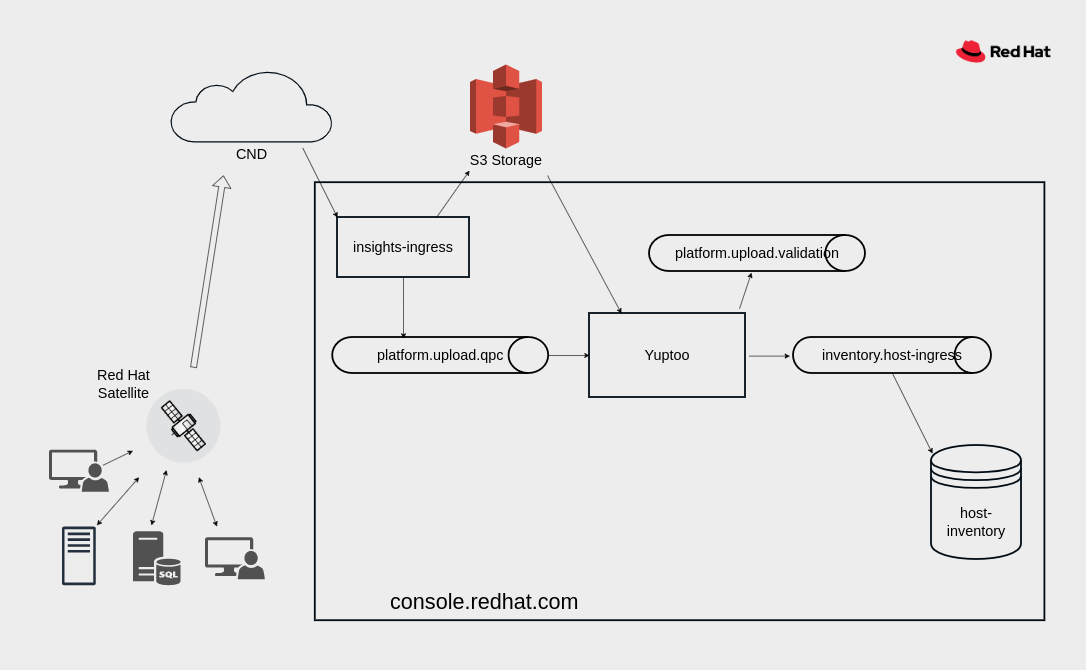 Red Hat
CND
S3 Storage
insights-ingress
platform.upload.validation
platform.upload.qpc
Yuptoo
inventory.host-ingress
Red Hat
Satellite
SQL
host-
inventory
console.redhat.com